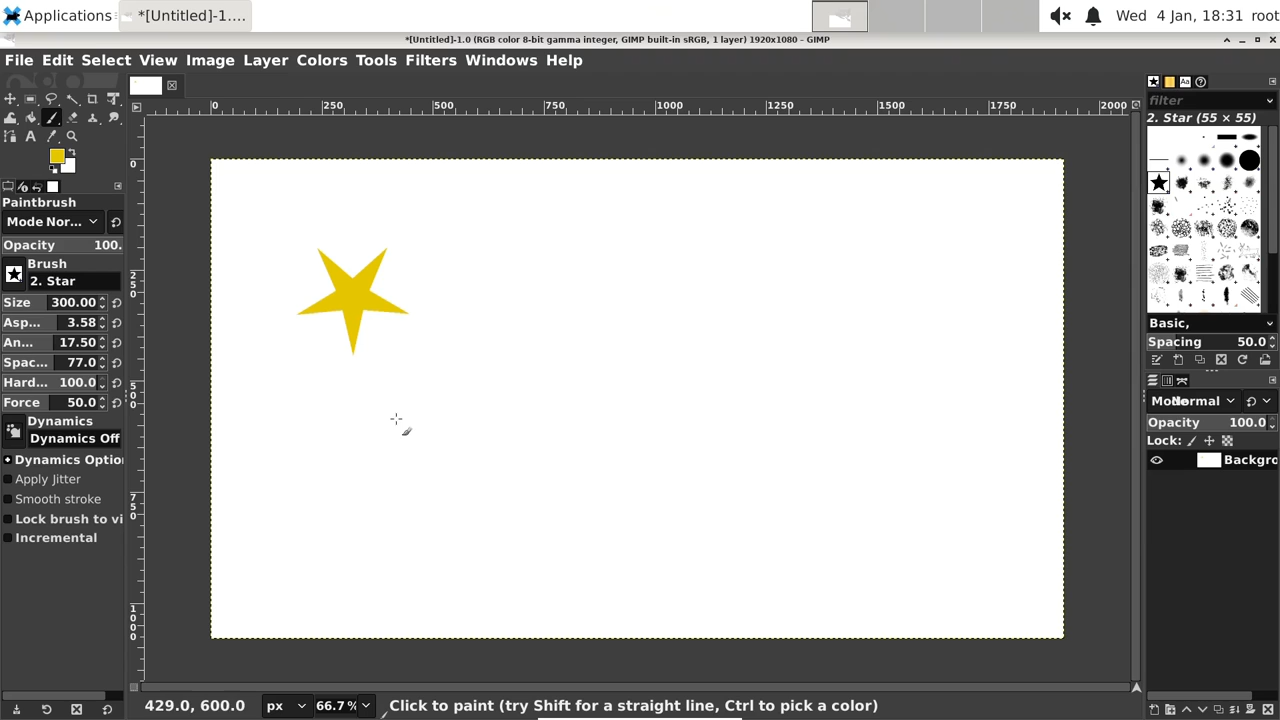 Applications
*[Untitled]-1....
Wed 4 Jan, 18:31 root
*[Untitled]-1.0 (RGB color 8-bit gamma integer, GIMP built-in sRGB, 1 layer) 1920x1080 – GIMP
File Edit Select View Image Layer Colors Tools Filters Windows Help
0 250 500 750 1000 1250 1500 1750 2000
0
250
500
750
1000
Paintbrush
Mode Nor...
Opacity 100.
Brush
2. Star
Size 300.00
Asp... 3.58
An... 17.50
Spac... 77.0
Hard... 100.0
Force 50.0
Dynamics
Dynamics Off
Dynamics Optio
Apply Jitter
Smooth stroke
Lock brush to vi
Incremental
filter
2. Star (55 × 55)
Basic,
Spacing 50.0
Mode Normal
Opacity 100.0
Lock:
Backgro
429.0, 600.0
px
66.7 %
Click to paint (try Shift for a straight line, Ctrl to pick a color)